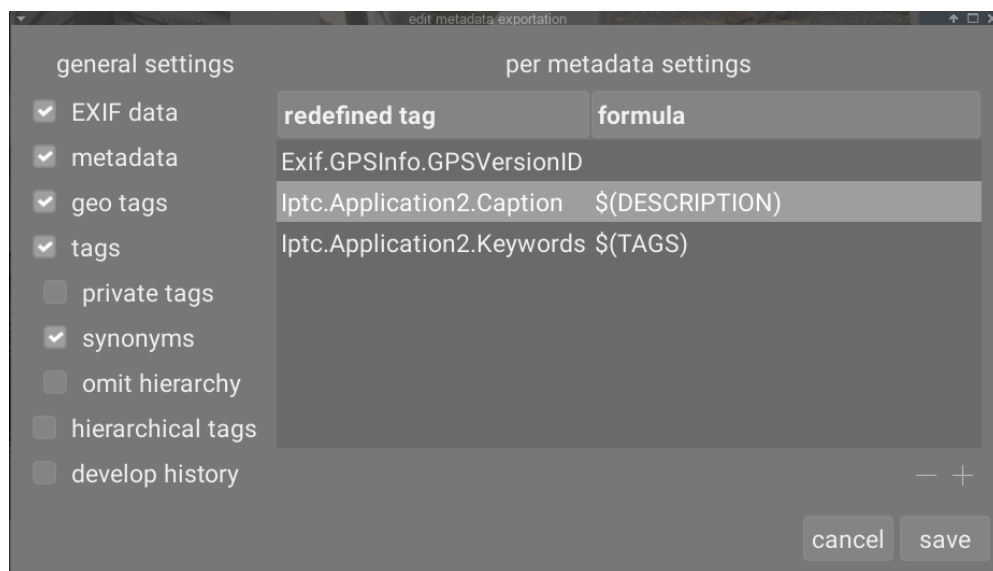 edit metadata exportation
general settings
per metadata settings
EXIF data
metadata
geo tags
tags
private tags
synonyms
omit hierarchy
hierarchical tags
develop history
redefined tag formula
Exif.GPSInfo.GPSVersionID
Iptc.Application2.Caption $(DESCRIPTION)
Iptc.Application2.Keywords $(TAGS)
cancel save